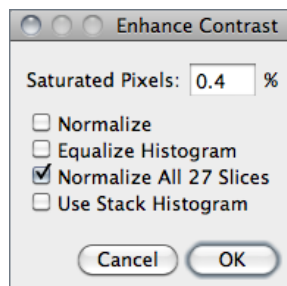 Enhance Contrast
Saturated Pixels: 0.4 %
Normalize
Equalize Histogram
Normalize All 27 Slices
Use Stack Histogram
Cancel OK